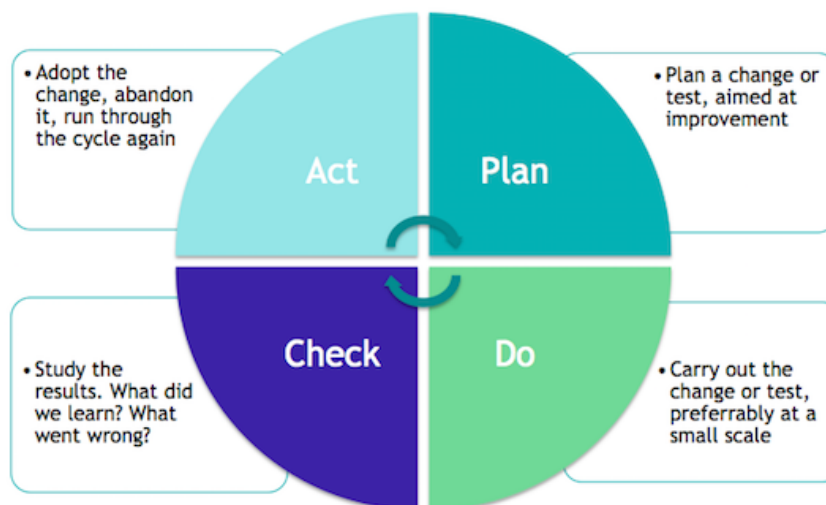 • Adopt the
change, abandon
it, run through
the cycle again
Act
Plan
• Plan a change or
test, aimed at
improvement
• Study the
results. What did
we learn? What
went wrong?
Check
Do
• Carry out the
change or test,
preferrably at a
small scale